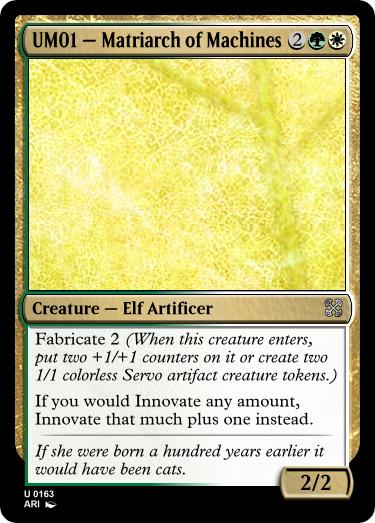 UM01 — Matriarch of Machines 2
Creature — Elf Artificer
Fabricate 2 (When this creature enters,
put two +1/+1 counters on it or create two
1/1 colorless Servo artifact creature tokens.)
If you would Innovate any amount,
Innovate that much plus one instead.
If she were born a hundred years earlier it
would have been cats.
2/2
U 0163
ARI